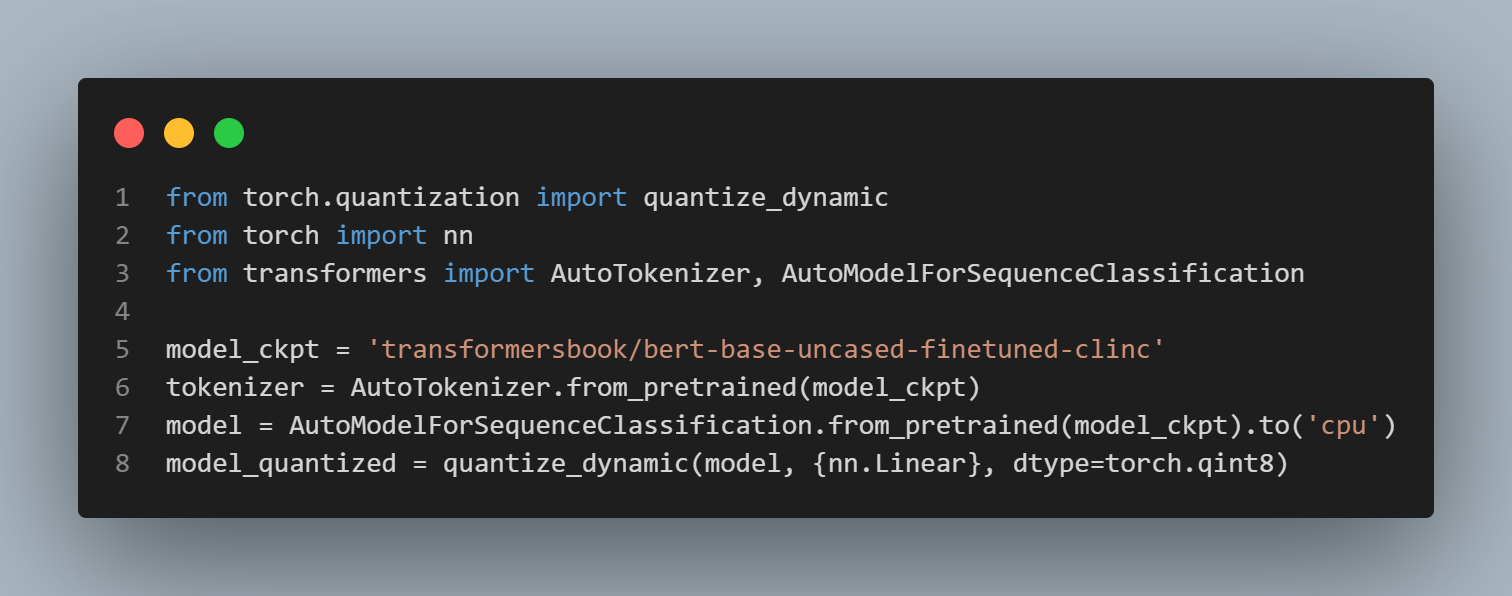 1 from torch.quantization import quantize_dynamic
2 from torch import nn
3 from transformers import AutoTokenizer, AutoModelForSequenceClassification
4
5 model_ckpt = 'transformersbook/bert-base-uncased-finetuned-clinc'
6 tokenizer = AutoTokenizer.from_pretrained(model_ckpt)
7 model = AutoModelForSequenceClassification.from_pretrained(model_ckpt).to('cpu')
8 model_quantized = quantize_dynamic(model, {nn.Linear}, dtype=torch.qint8)